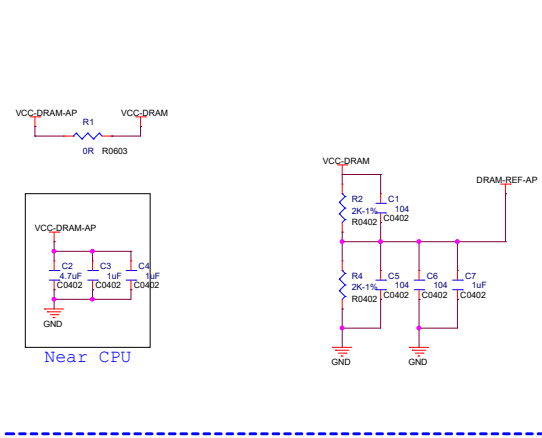 VCC-DRAM-AP
VCC-DRAM
R1
0R
R0603
VCC-DRAM-AP
C2
4.7uF
C0402
C3
1uF
C0402
C4
1uF
C0402
GND
Near CPU
VCC-DRAM
DRAM-REF-AP
R2
2K-1%
R0402
C1
104
C0402
R4
2K-1%
R0402
C5
104
C0402
C6
104
C0402
C7
1uF
C0402
GND
GND